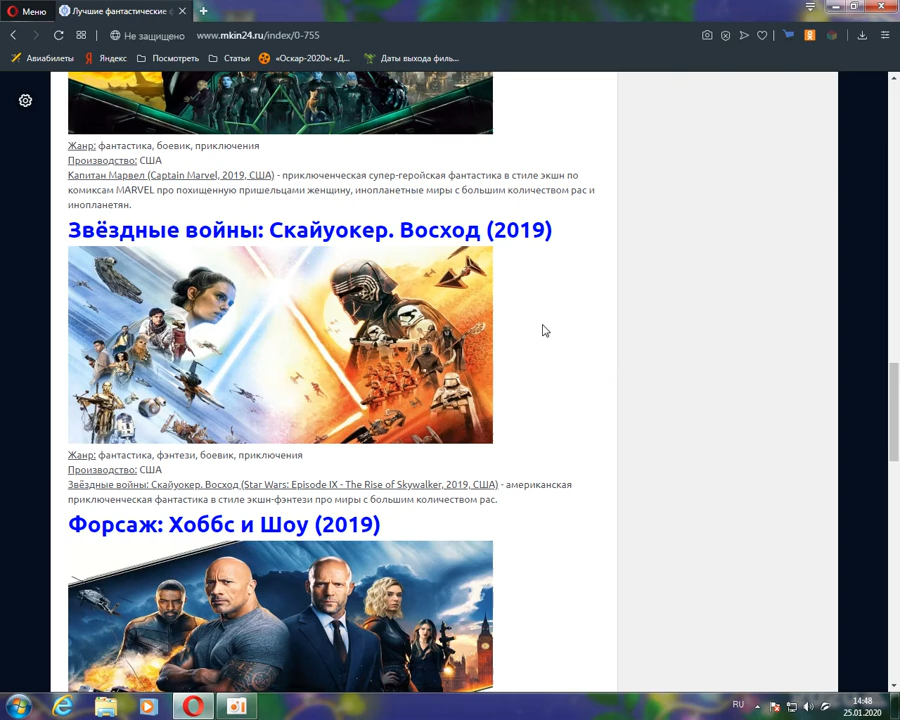 Меню
Лучшие фантастические ф
Не защищено
www.mkin24.ru/index/0-755
Авиабилеты
Яндекс
Посмотреть
Статьи
«Оскар-2020»: «Д...
Даты выхода филь...
Жанр: фантастика, боевик, приключения
Производство: США
Капитан Марвел (Captain Marvel, 2019, США) - приключенческая супер-геройская фантастика в стиле экшн по
комиксам MARVEL про похищенную пришельцами женщину, инопланетные миры с большим количеством рас и
инопланетян.
Звёздные войны: Скайуокер. Восход (2019)
Жанр: фантастика, фэнтези, боевик, приключения
Производство: США
Звёздные войны: Скайуокер. Восход (Star Wars: Episode IX - The Rise of Skywalker, 2019, США) - американская
приключенческая фантастика в стиле экшн-фэнтези про миры с большим количеством рас.
Форсаж: Хоббс и Шоу (2019)
RU
14:48
25.01.2020